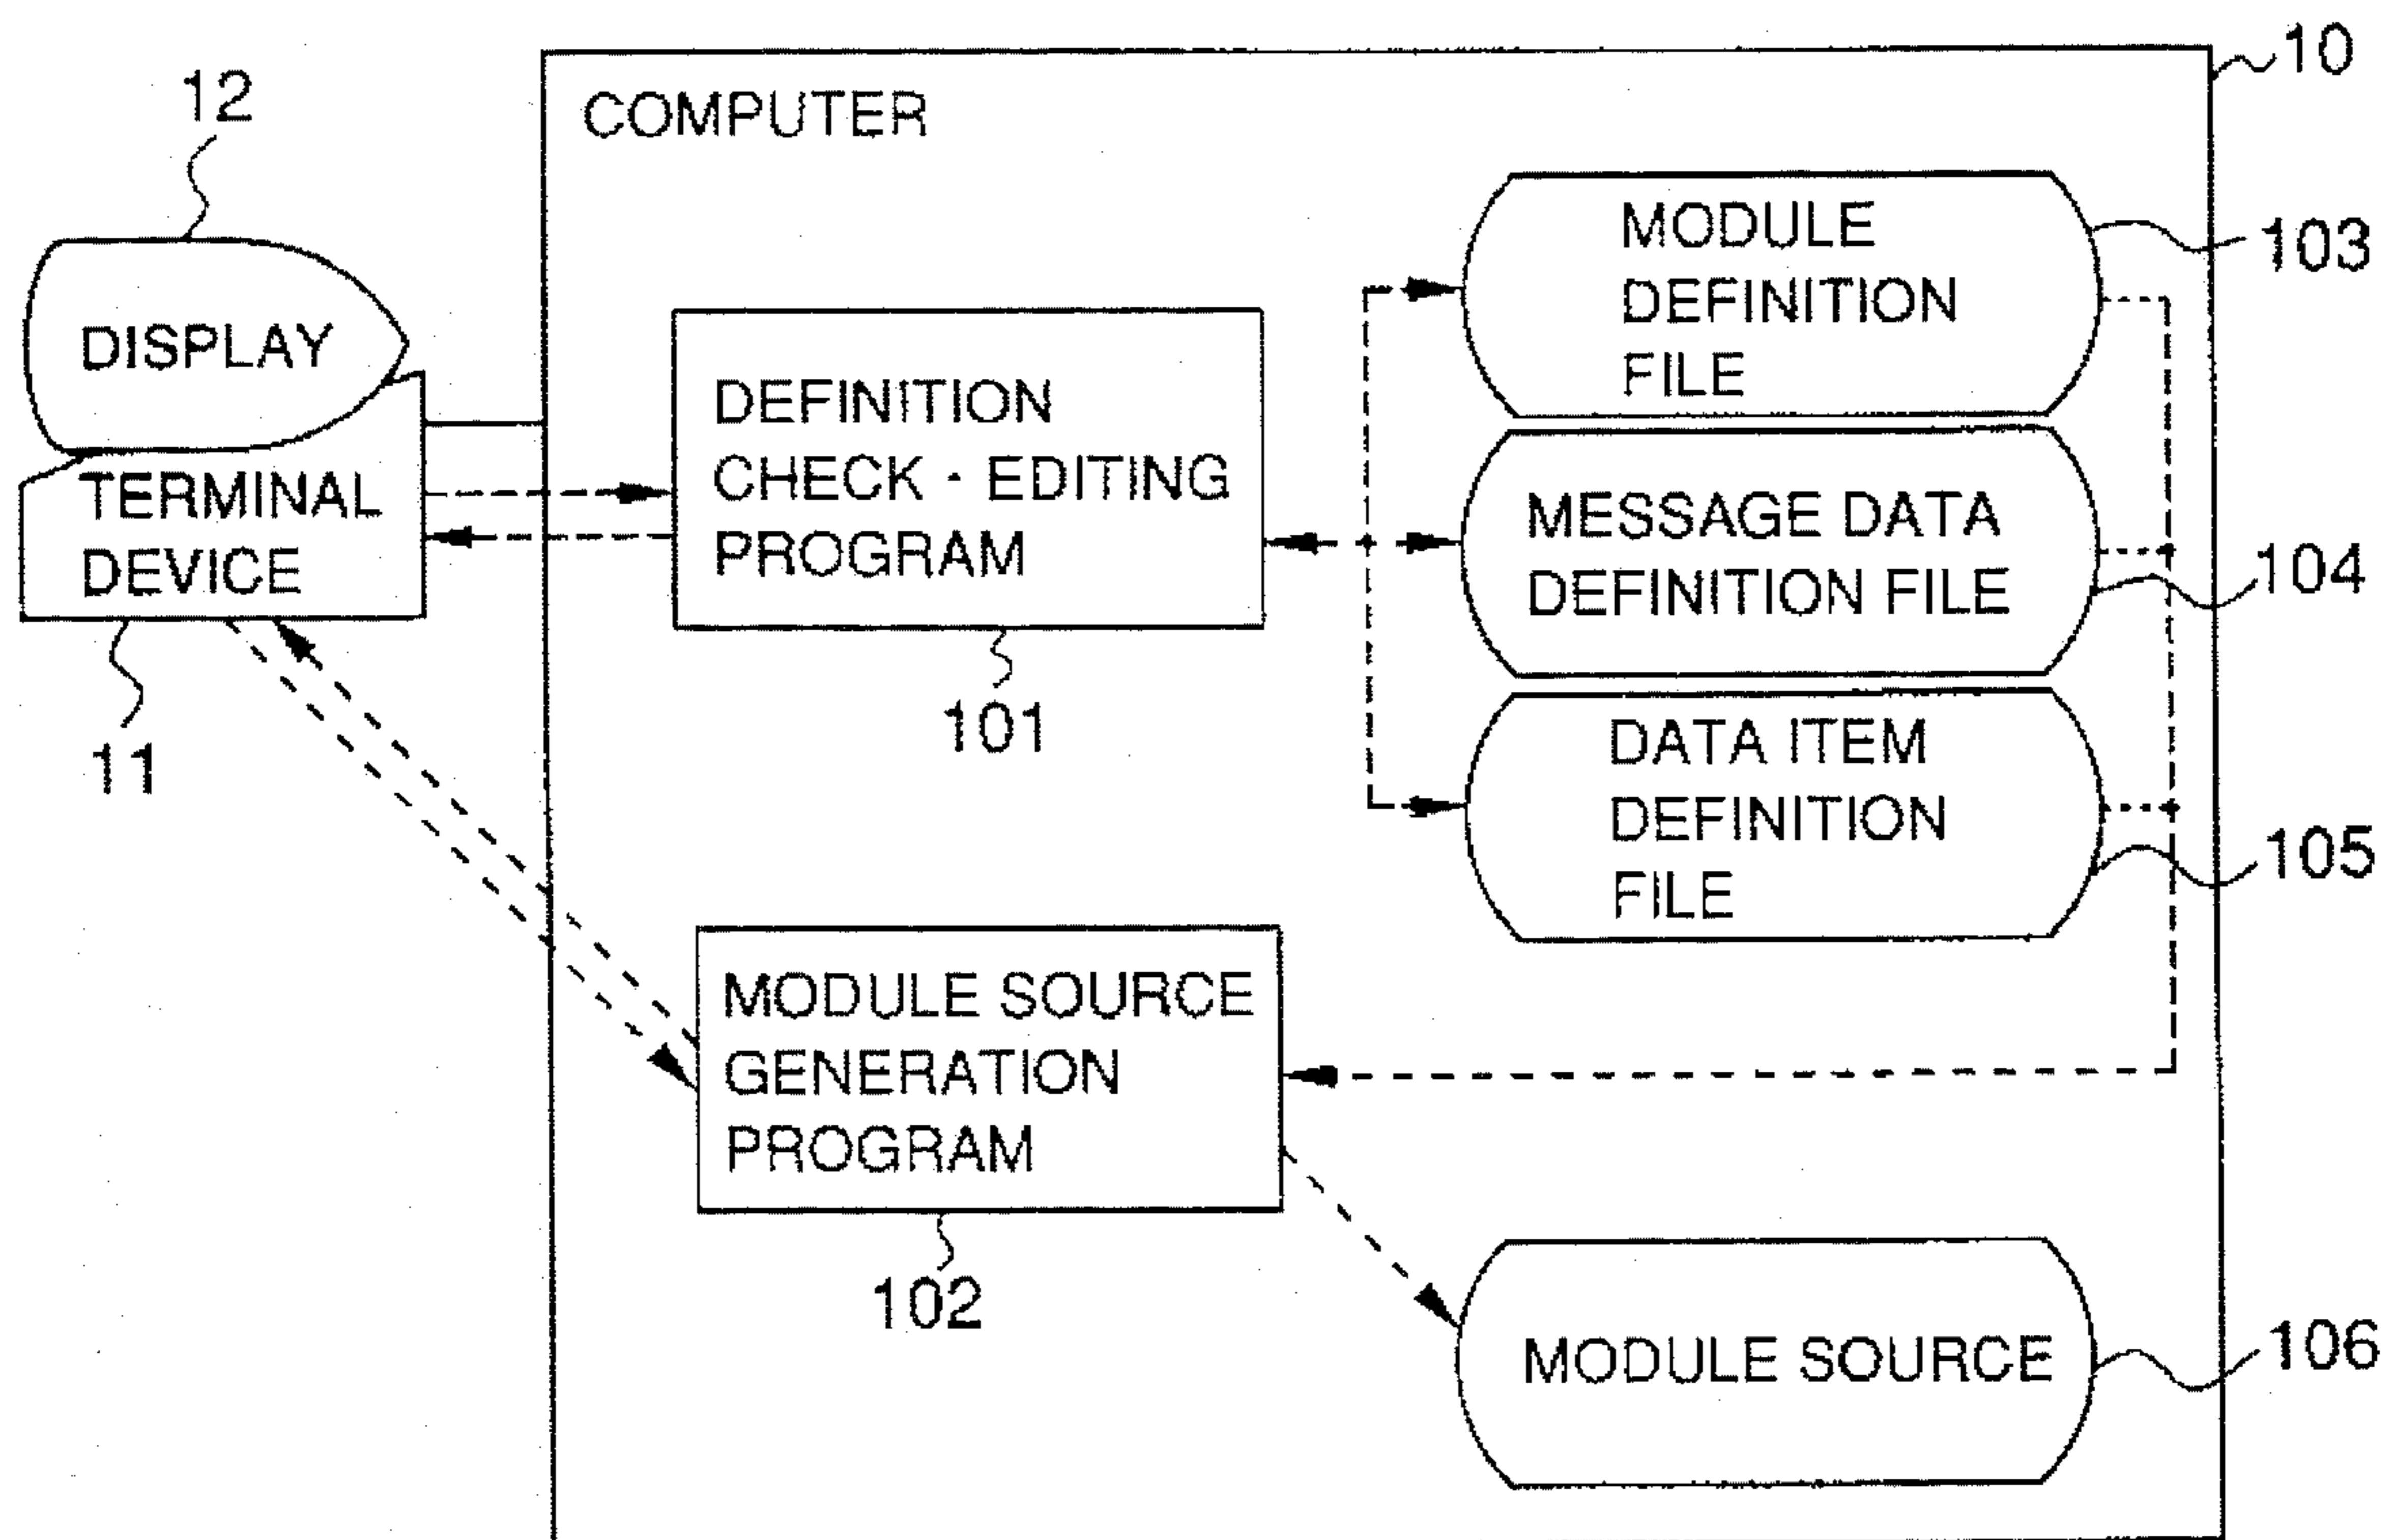 10
COMPUTER
12
DISPLAY
TERMINAL
DEVICE
11
DEFINITION
CHECK · EDITING
PROGRAM
101
MODULE
DEFINITION
FILE
103
MESSAGE DATA
DEFINITION FILE
104
DATA ITEM
DEFINITION
FILE
105
MODULE SOURCE
GENERATION
PROGRAM
102
MODULE SOURCE
106